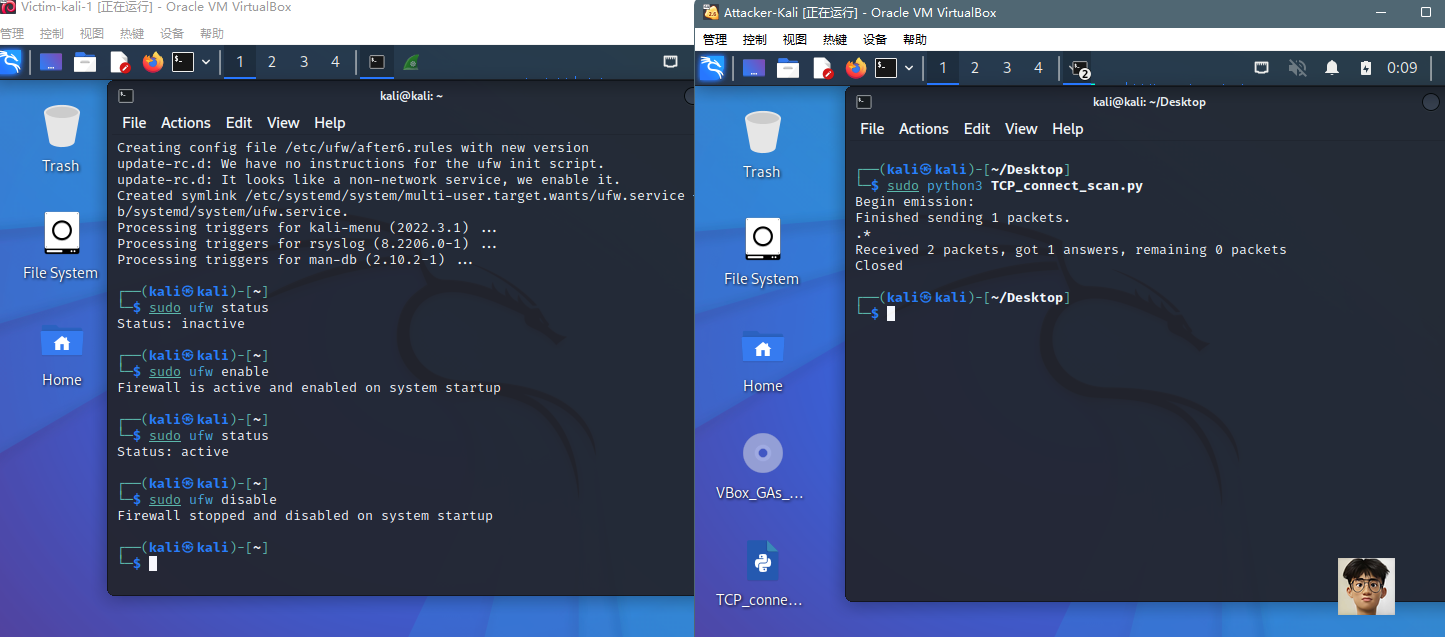 Victim-kali-1 [正在运行] - Oracle VM VirtualBox
管理 控制 视图 热键 设备 帮助
1 2 3 4
Trash
File System
Home
kali@kali: ~
File Actions Edit View Help
Creating config file /etc/ufw/after6.rules with new version
update-rc.d: We have no instructions for the ufw init script.
update-rc.d: It looks like a non-network service, we enable it.
Created symlink /etc/systemd/system/multi-user.target.wants/ufw.service
b/systemd/system/ufw.service.
Processing triggers for kali-menu (2022.3.1) ...
Processing triggers for rsyslog (8.2206.0-1) ...
Processing triggers for man-db (2.10.2-1) ...
┌──(kali㉿kali)-[~]
└─$ sudo ufw status
Status: inactive
┌──(kali㉿kali)-[~]
└─$ sudo ufw enable
Firewall is active and enabled on system startup
┌──(kali㉿kali)-[~]
└─$ sudo ufw status
Status: active
┌──(kali㉿kali)-[~]
└─$ sudo ufw disable
Firewall stopped and disabled on system startup
┌──(kali㉿kali)-[~]
└─$
Attacker-Kali [正在运行] - Oracle VM VirtualBox
管理 控制 视图 热键 设备 帮助
1 2 3 4 2 0:09
Trash
File System
Home
VBox_GAs_...
TCP_conne...
kali@kali: ~/Desktop
File Actions Edit View Help
┌──(kali㉿kali)-[~/Desktop]
└─$ sudo python3 TCP_connect_scan.py
Begin emission:
Finished sending 1 packets.
.*
Received 2 packets, got 1 answers, remaining 0 packets
Closed
┌──(kali㉿kali)-[~/Desktop]
└─$